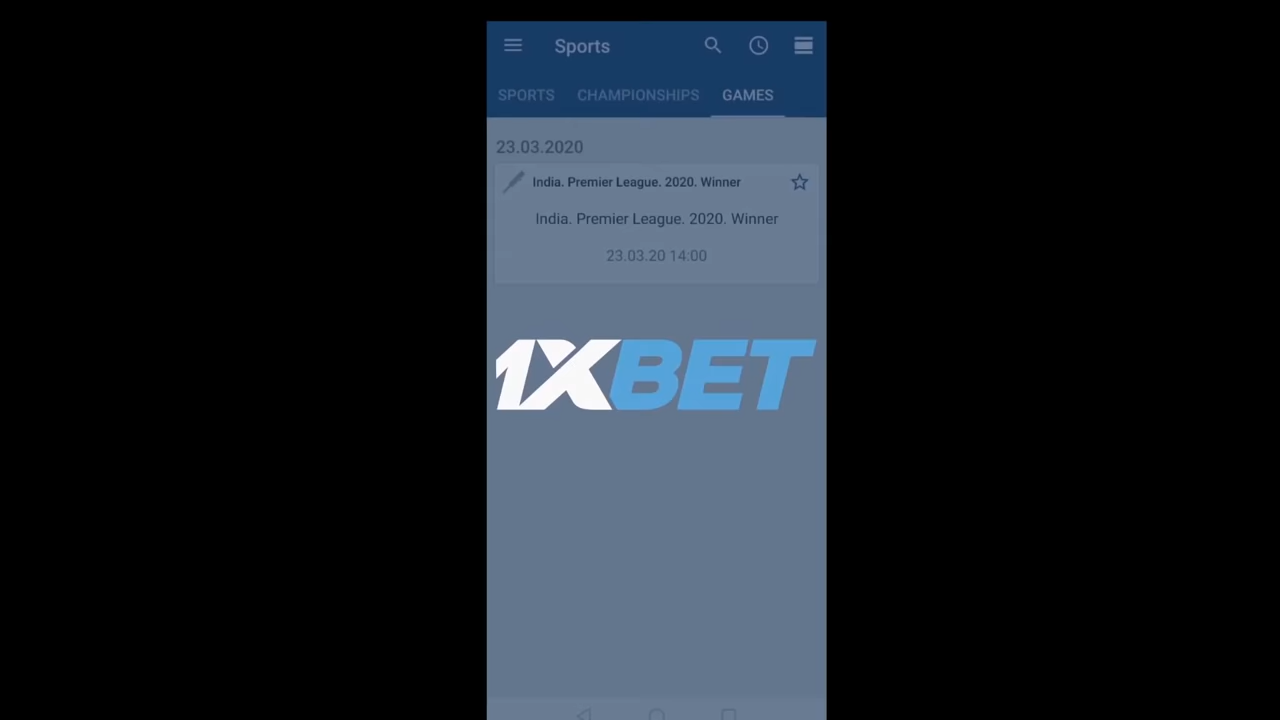 Sports
SPORTS CHAMPIONSHIPS GAMES
23.03.2020
India. Premier League. 2020. Winner
India. Premier League. 2020. Winner
23.03.20 14:00
1XBET